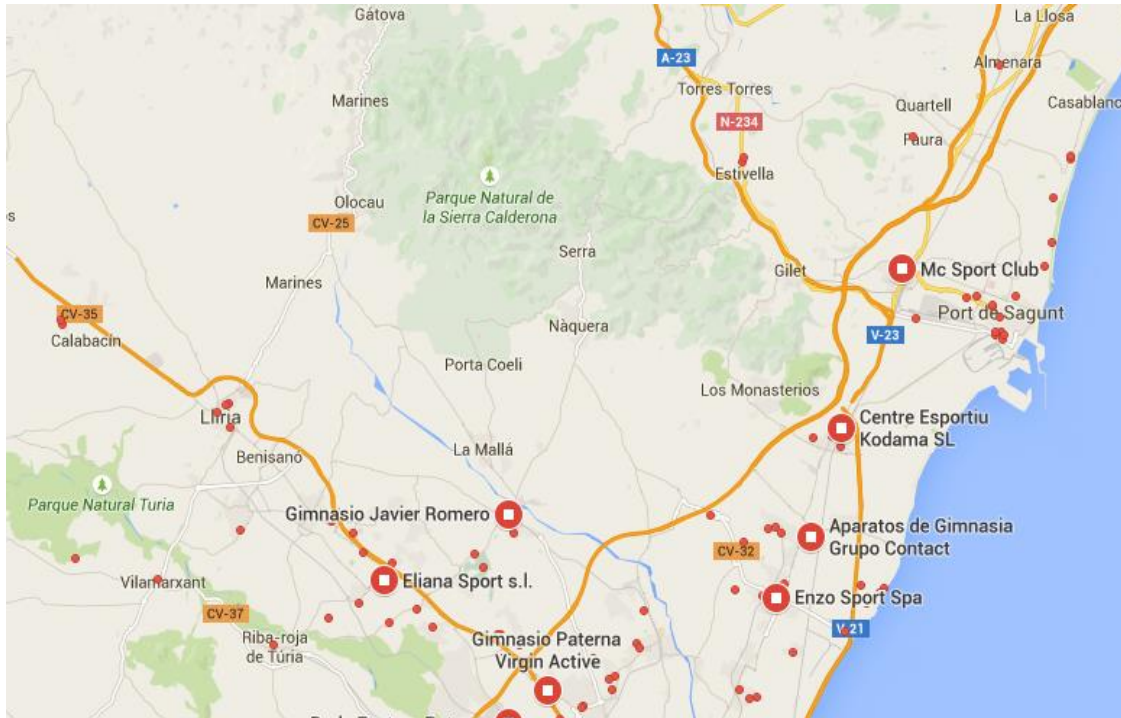 Gátova
La Llosa
A-23
Almenara
Torres Torres
Marines
Quartell
Casablanc
N-234
Faura
Estivella
Parque Natural de
la Sierra Calderona
Olocau
CV-25
Serra
Gilet
Mc Sport Club
Marines
CV-35
Port de Sagunt
Nàquera
V-23
Calabacín
Porta Coeli
Los Monasterios
Llíria
Centre Esportiu
Kodama SL
La Mallá
Benisanó
Parque Natural Turia
Gimnasio Javier Romero
Aparatos de Gimnasia
Grupo Contact
CV-32
Vilamarxant
Eliana Sport s.l.
Enzo Sport Spa
CV-37
V-21
Riba-roja
de Túria
Gimnasio Paterna
Virgin Active